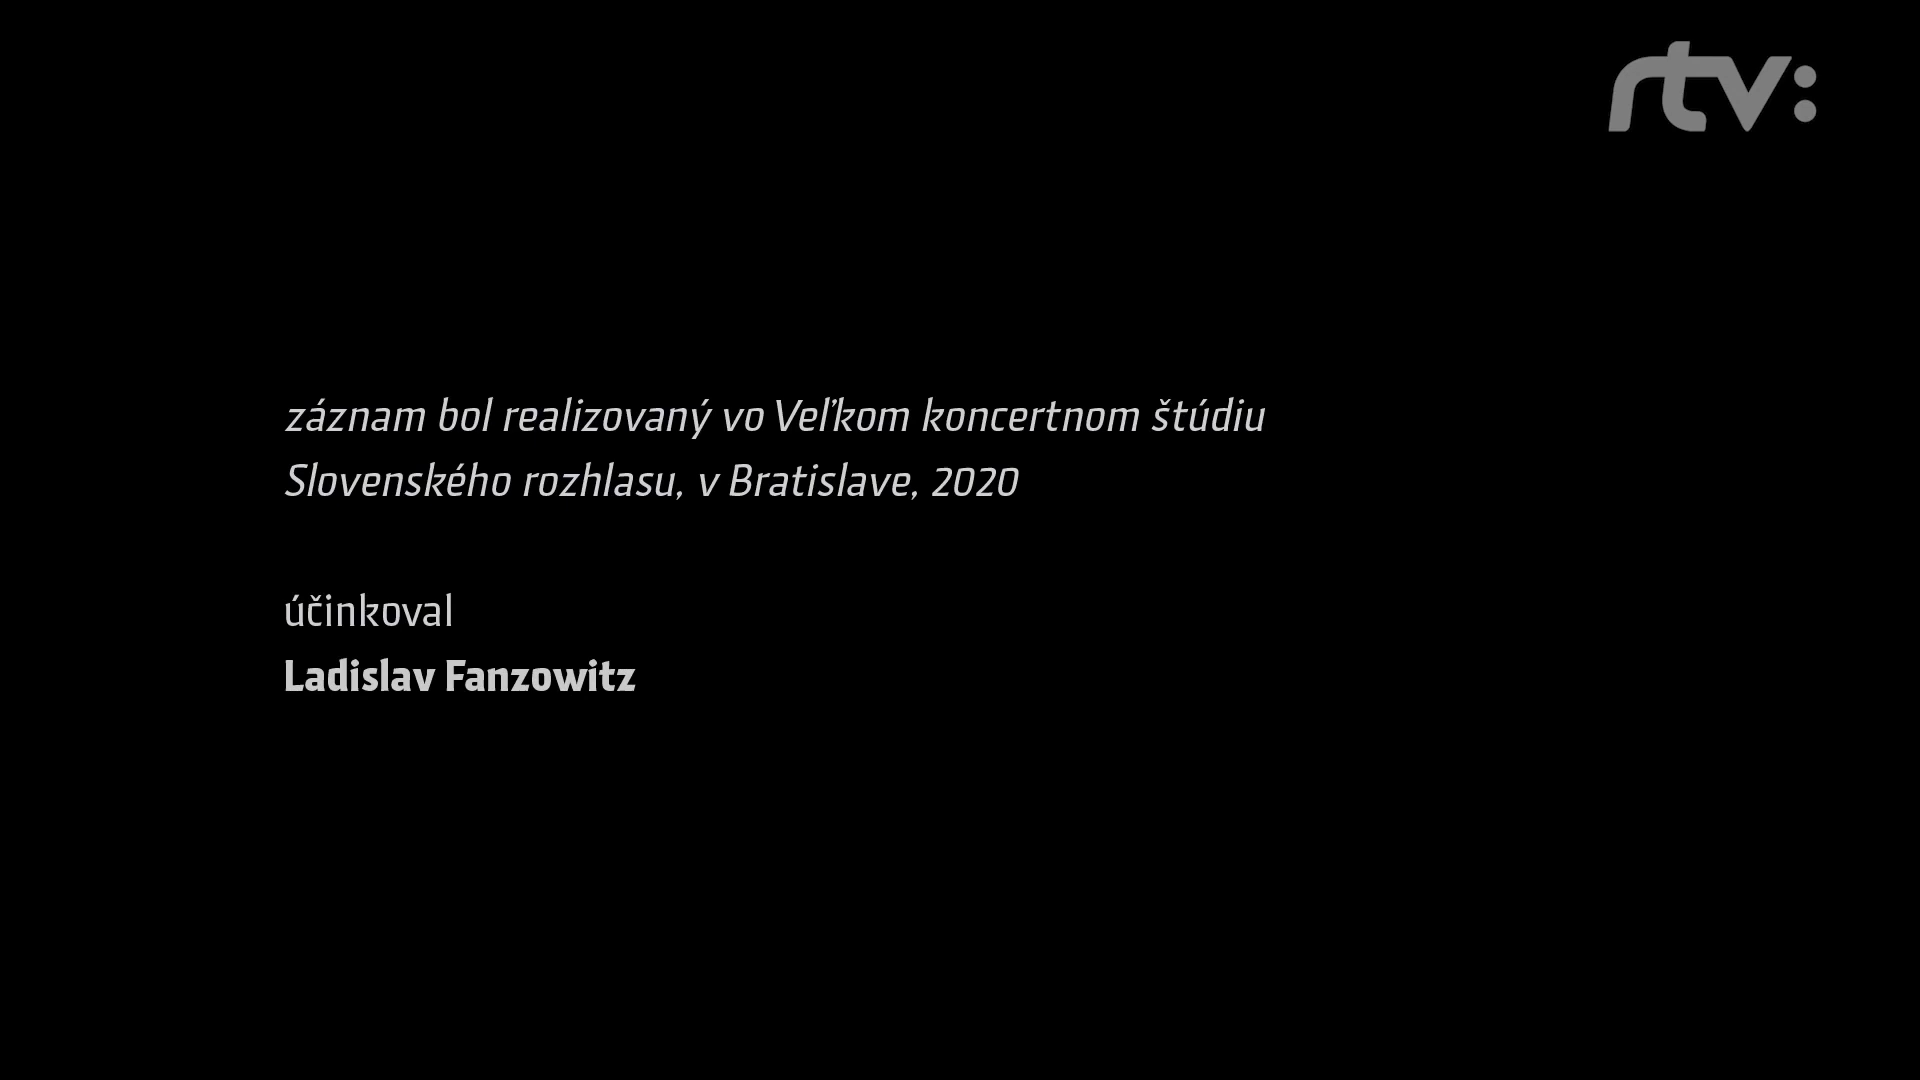 rtv:
záznam bol realizovaný vo Veľkom koncertnom štúdiu
Slovenského rozhlasu, v Bratislave, 2020
účinkoval
Ladislav Fanzowitz